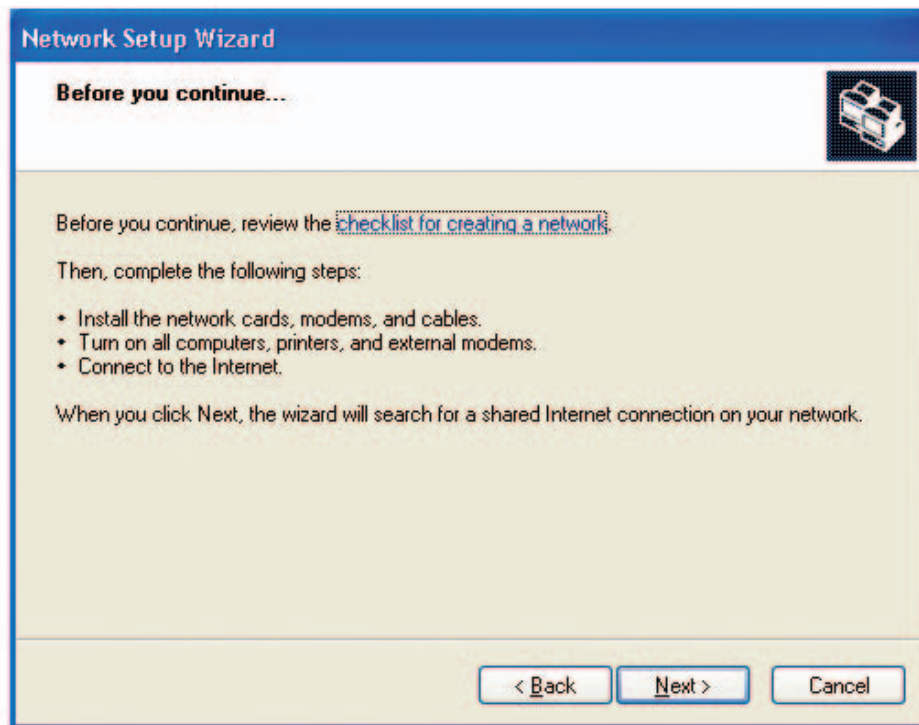 Network Setup Wizard
Before you continue...
Before you continue, review the checklist for creating a network.
Then, complete the following steps:
• Install the network cards, modems, and cables.
• Turn on all computers, printers, and external modems.
• Connect to the Internet.
When you click Next, the wizard will search for a shared Internet connection on your network.
< Back Next > Cancel